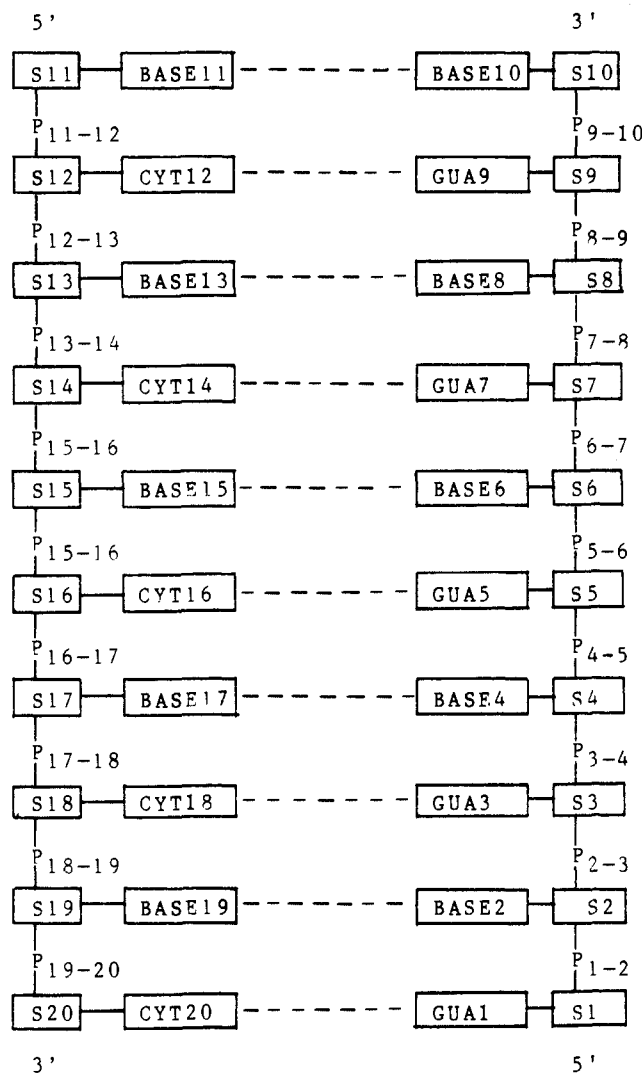 5' 3'
S11 BASE11 BASE10 S10
P11-12 P9-10
S12 CYT12 GUA9 S9
P12-13 P8-9
S13 BASE13 BASE8 S8
P13-14 P7-8
S14 CYT14 GUA7 S7
P15-16 P6-7
S15 BASE15 BASE6 S6
P15-16 P5-6
S16 CYT16 GUA5 S5
P16-17 P4-5
S17 BASE17 BASE4 S4
P17-18 P3-4
S18 CYT18 GUA3 S3
P18-19 P2-3
S19 BASE19 BASE2 S2
P19-20 P1-2
S20 CYT20 GUA1 S1
3' 5'